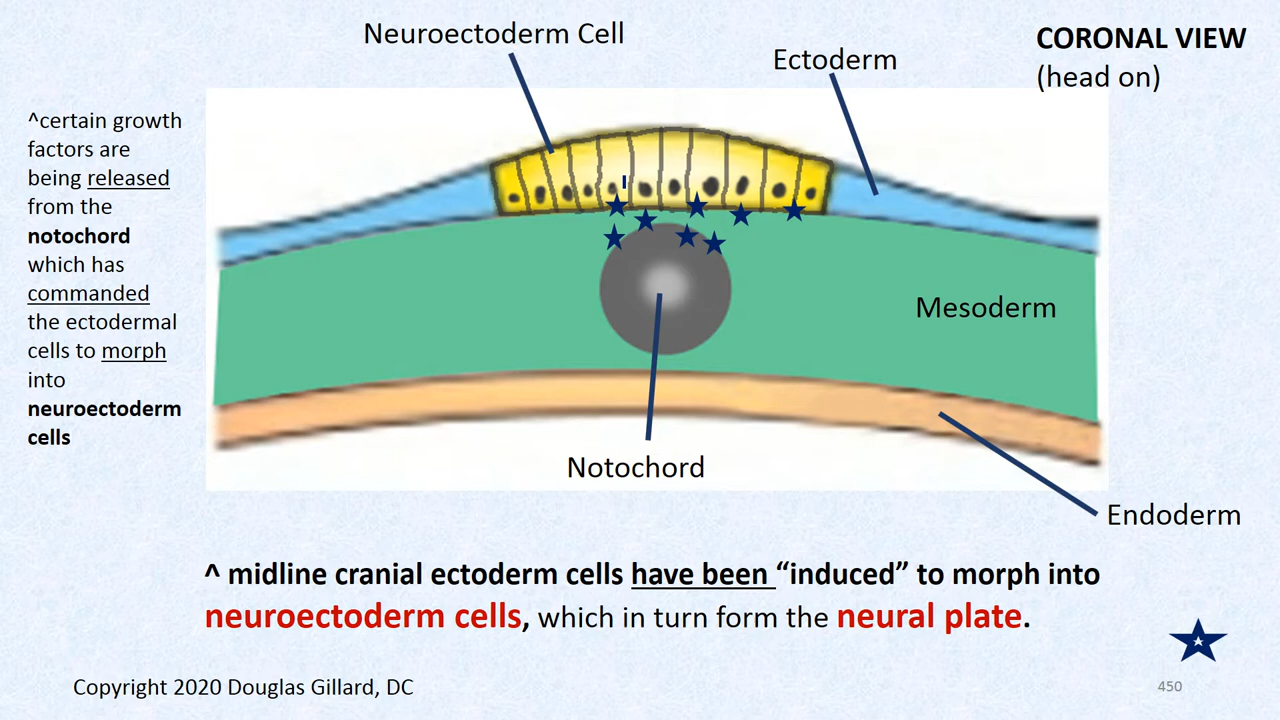 Neuroectoderm Cell
Ectoderm
CORONAL VIEW
(head on)
^certain growth
factors are
being released
from the
notochord
which has
commanded
the ectodermal
cells to morph
into
neuroectoderm
cells
Mesoderm
Notochord
Endoderm
^ midline cranial ectoderm cells have been “induced” to morph into
neuroectoderm cells, which in turn form the neural plate.
Copyright 2020 Douglas Gillard, DC
450